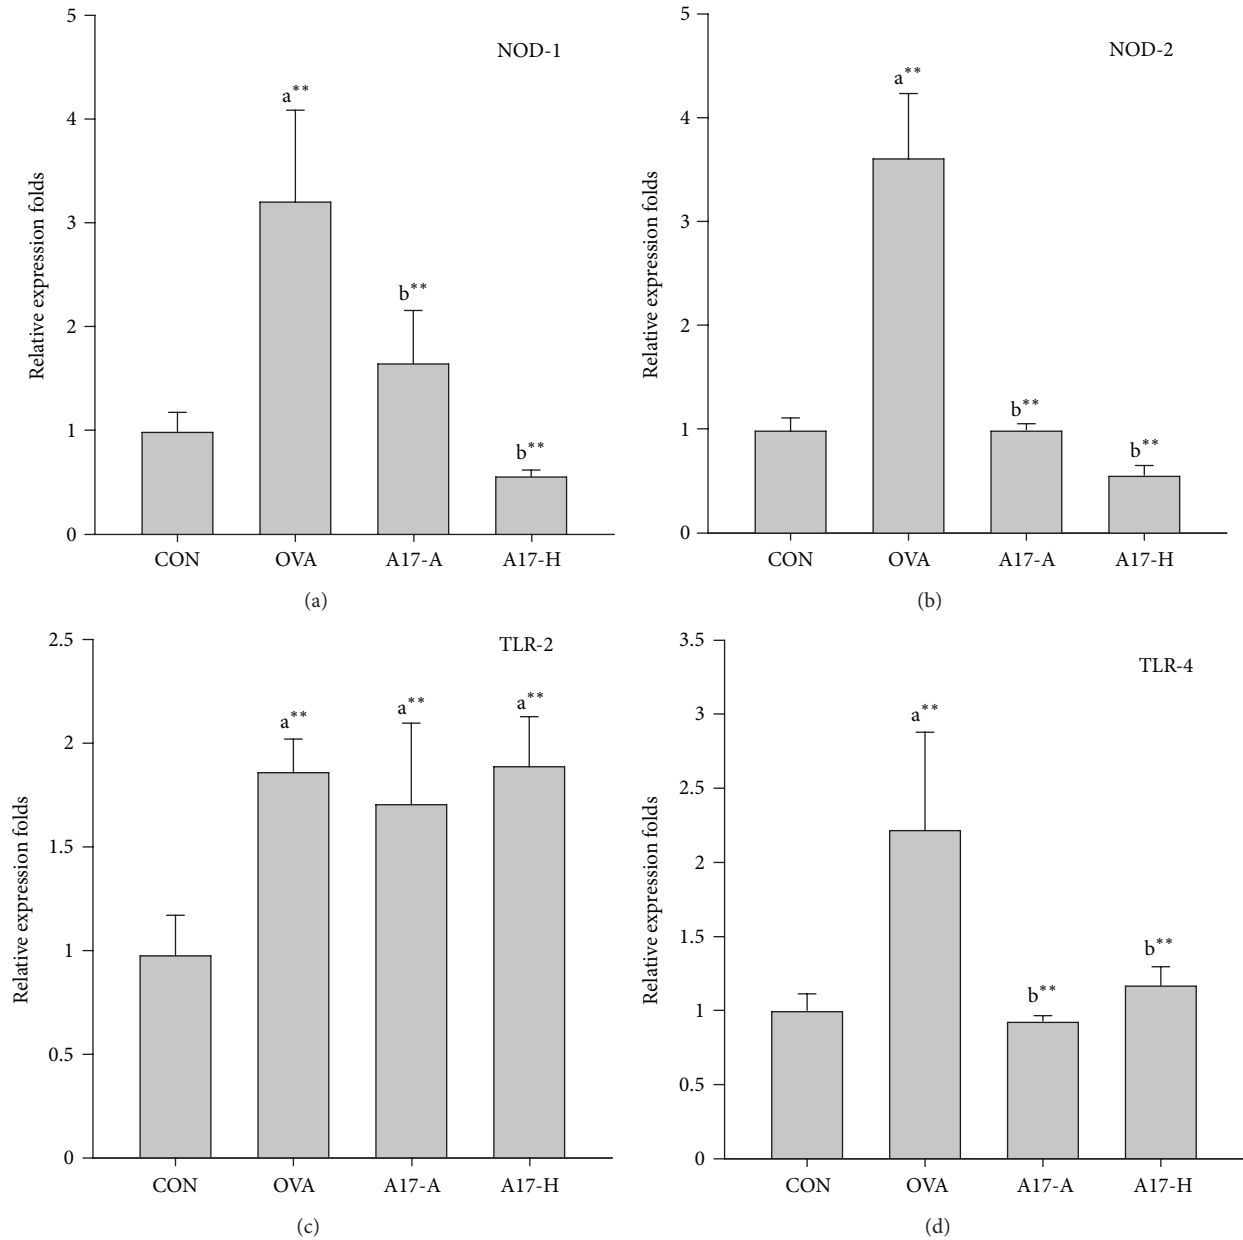 NOD-1
Relative expression folds
5
4
3
2
1
0
a**
b**
b**
CON OVA A17-A A17-H
(a)
NOD-2
Relative expression folds
5
4
3
2
1
0
a**
b**
b**
CON OVA A17-A A17-H
(b)
TLR-2
Relative expression folds
2.5
2
1.5
1
0.5
0
a**
a**
a**
CON OVA A17-A A17-H
(c)
TLR-4
Relative expression folds
3.5
3
2.5
2
1.5
1
0.5
0
a**
b**
b**
CON OVA A17-A A17-H
(d)